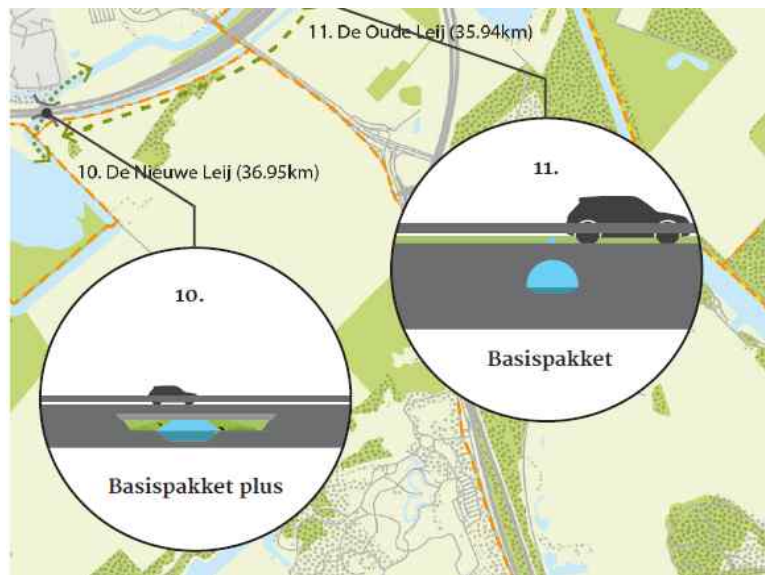 11. De Oude Leij (35.94km)
10. De Nieuwe Leij (36.95km)
11.
Basispakket
10.
Basispakket plus